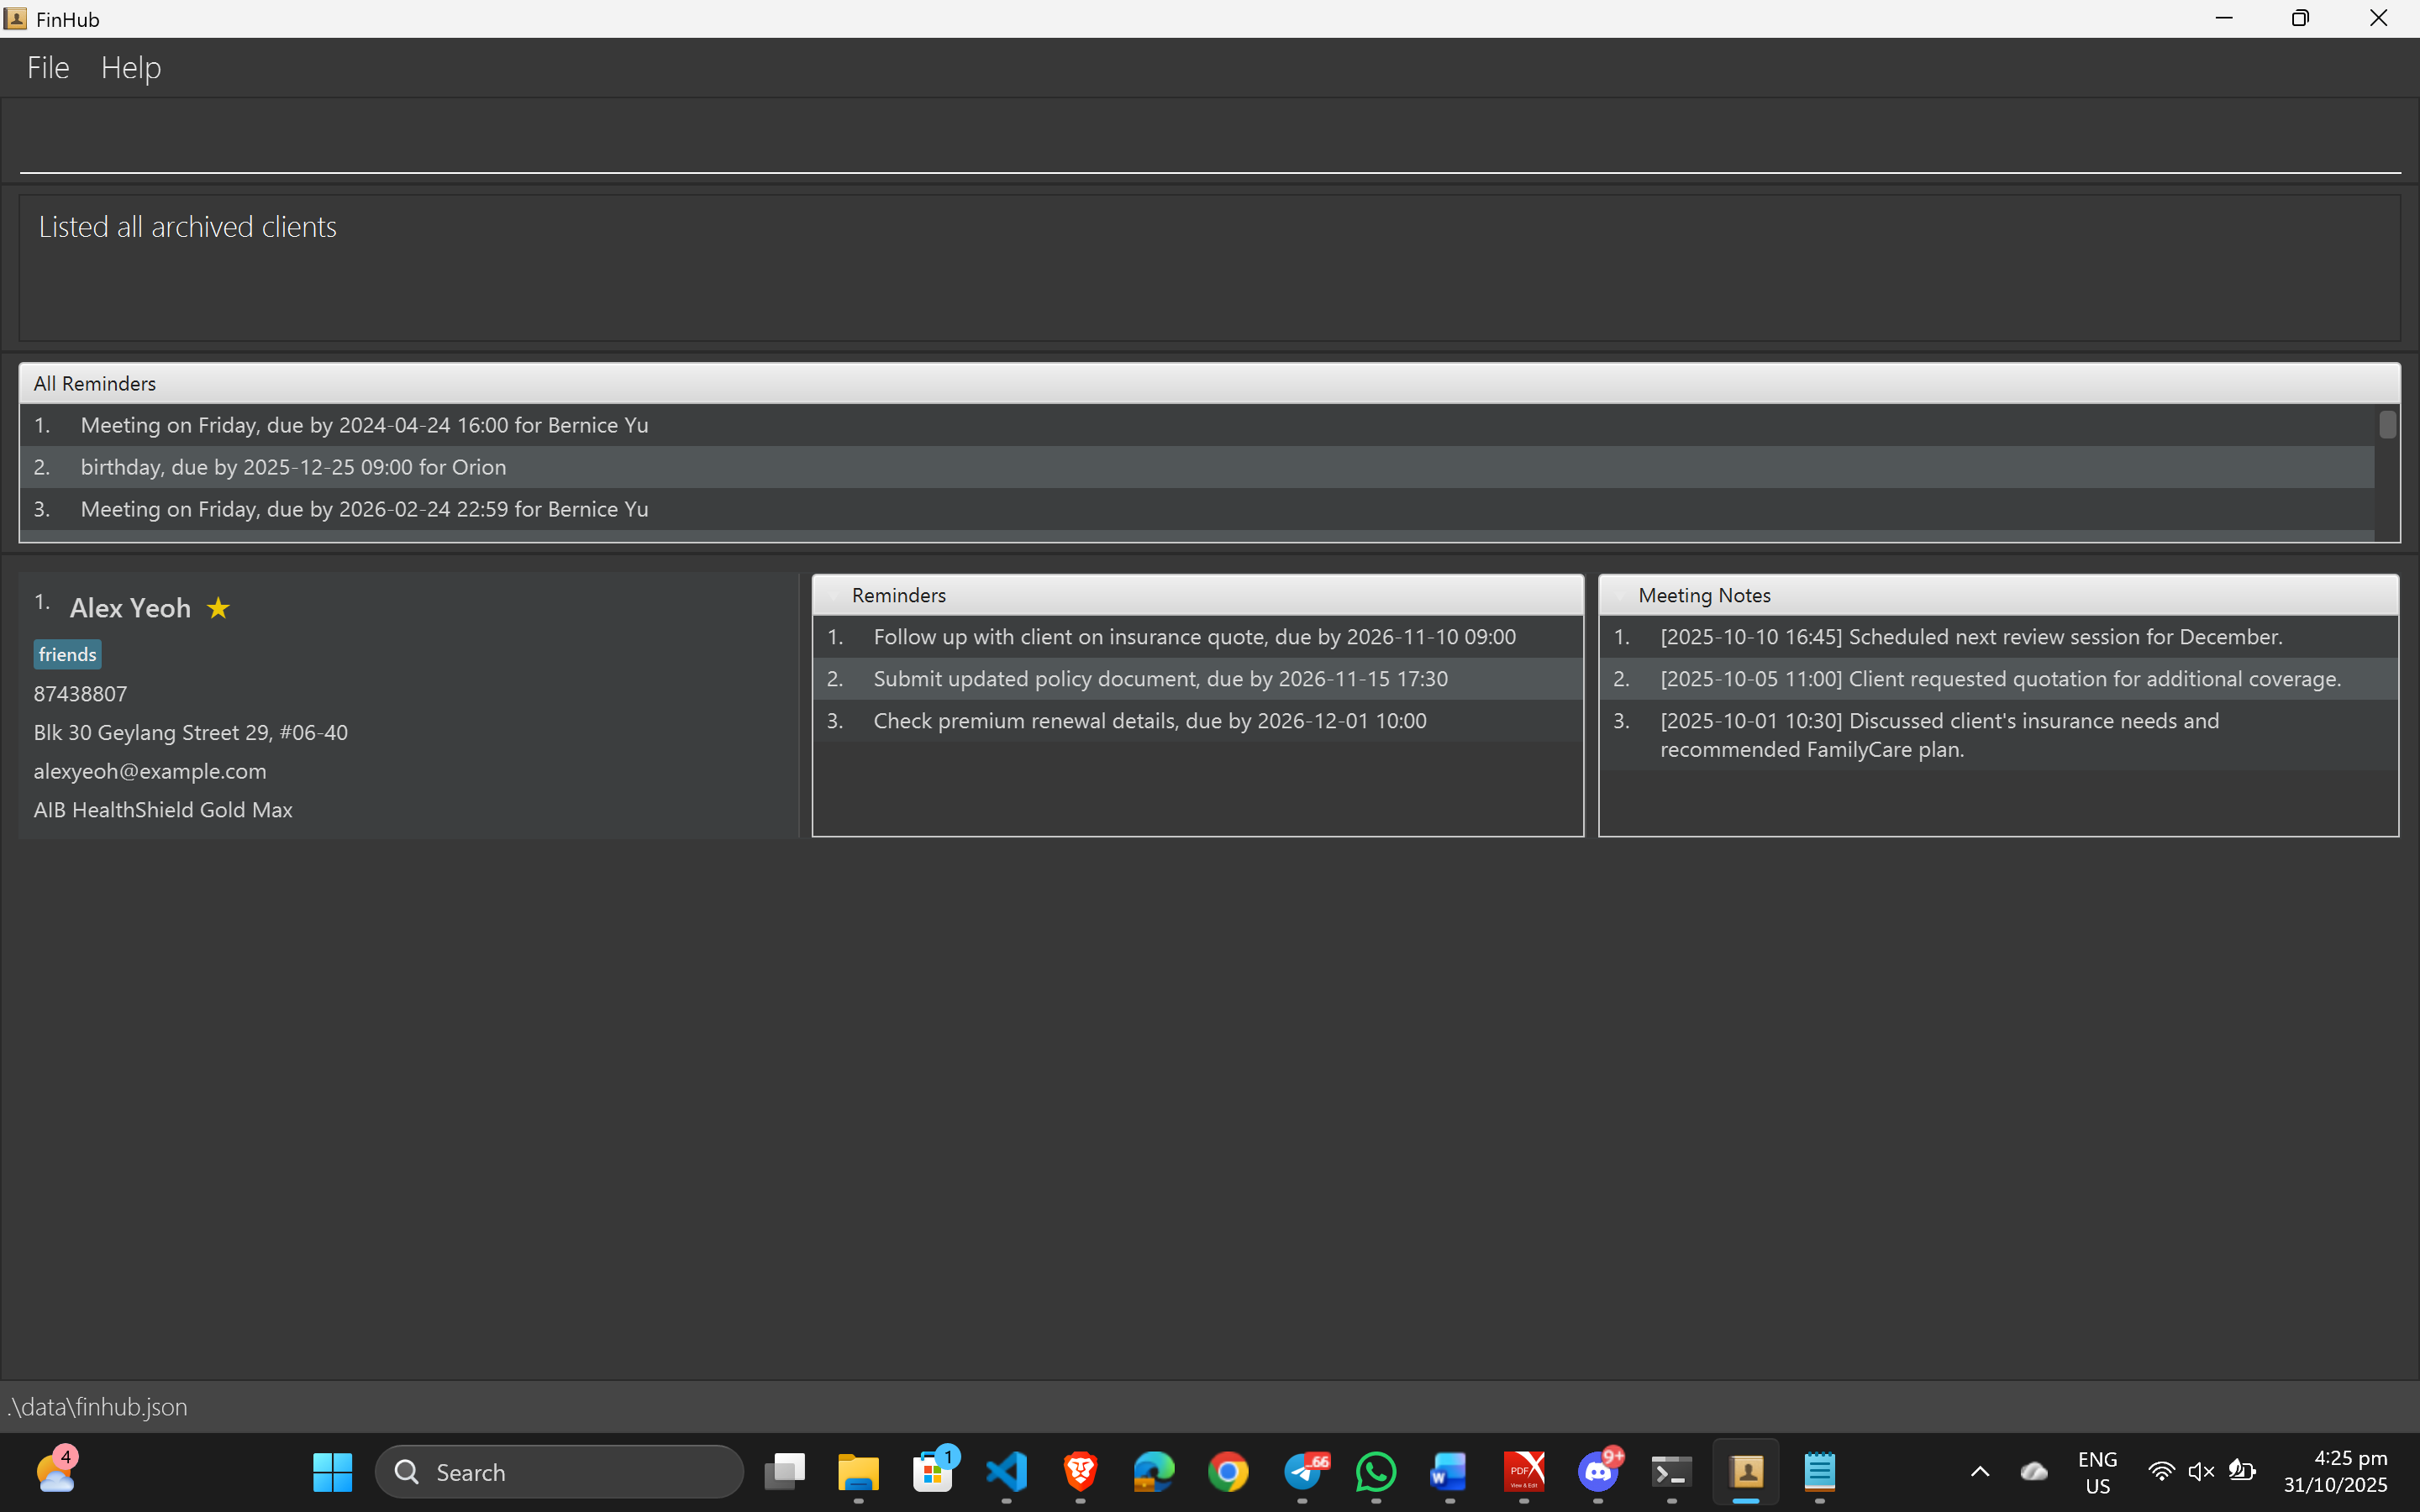 FinHub
File Help
Listed all archived clients
All Reminders
1. Meeting on Friday, due by 2024-04-24 16:00 for Bernice Yu
2. birthday, due by 2025-12-25 09:00 for Orion
3. Meeting on Friday, due by 2026-02-24 22:59 for Bernice Yu
1. Alex Yeoh
friends
87438807
Blk 30 Geylang Street 29, #06-40
alexyeoh@example.com
AIB HealthShield Gold Max
Reminders
1. Follow up with client on insurance quote, due by 2026-11-10 09:00
2. Submit updated policy document, due by 2026-11-15 17:30
3. Check premium renewal details, due by 2026-12-01 10:00
Meeting Notes
1. [2025-10-10 16:45] Scheduled next review session for December.
2. [2025-10-05 11:00] Client requested quotation for additional coverage.
3. [2025-10-01 10:30] Discussed client's insurance needs and
recommended FamilyCare plan.
.\data\finhub.json
4
Search
1
66
W
PDF
View & Edit
9+
ENG
US
4:25 pm
31/10/2025